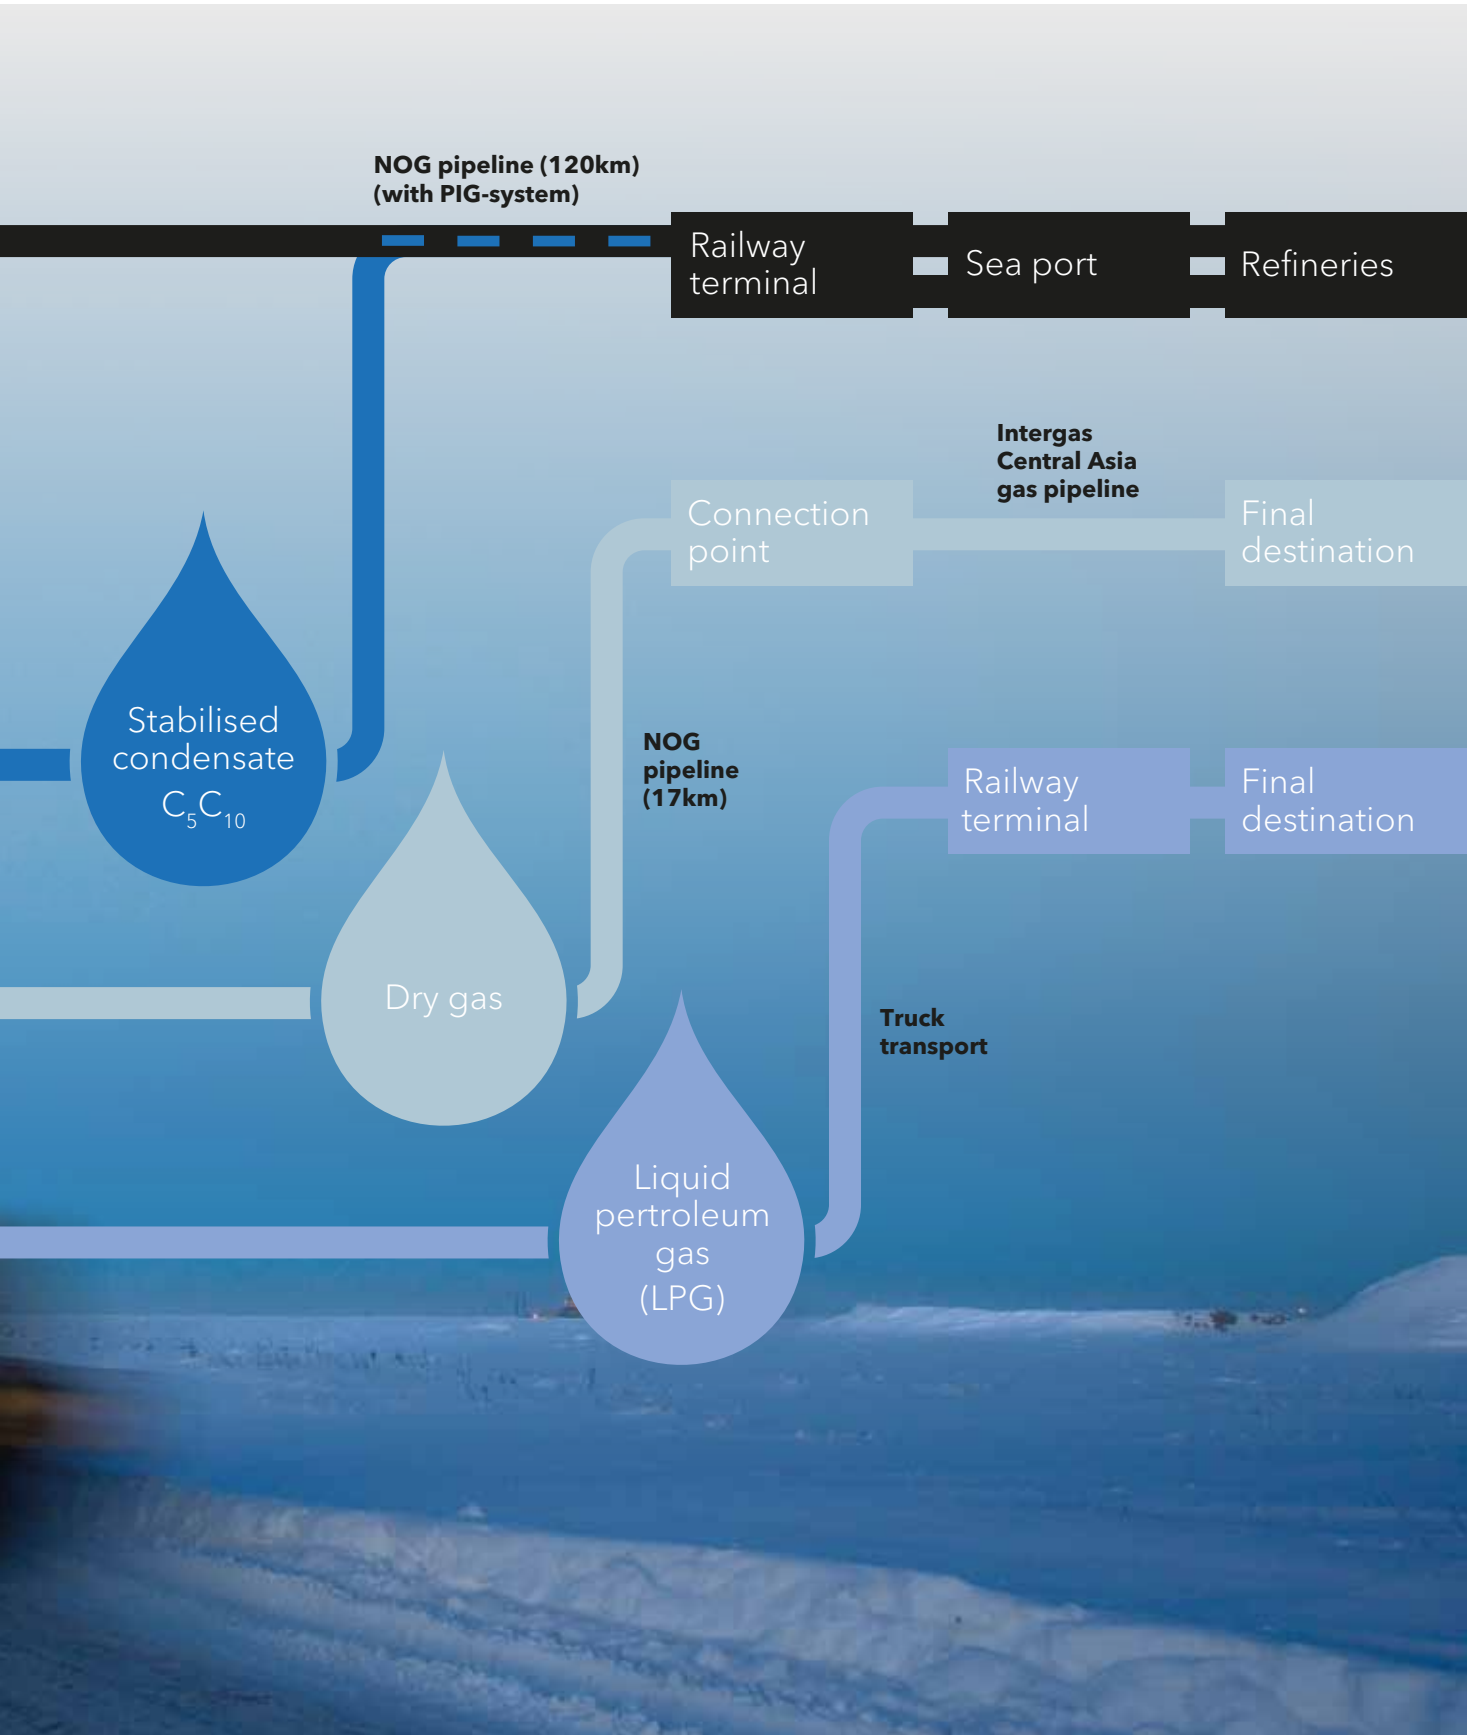 NOG pipeline (120km)
(with PIG-system)
Railway
terminal
Sea port
Refineries
Intergas
Central Asia
gas pipeline
Connection
point
Final
destination
Stabilised
condensate
C₅C₁₀
NOG
pipeline
(17km)
Railway
terminal
Final
destination
Dry gas
Truck
transport
Liquid
pertroleum
gas
(LPG)